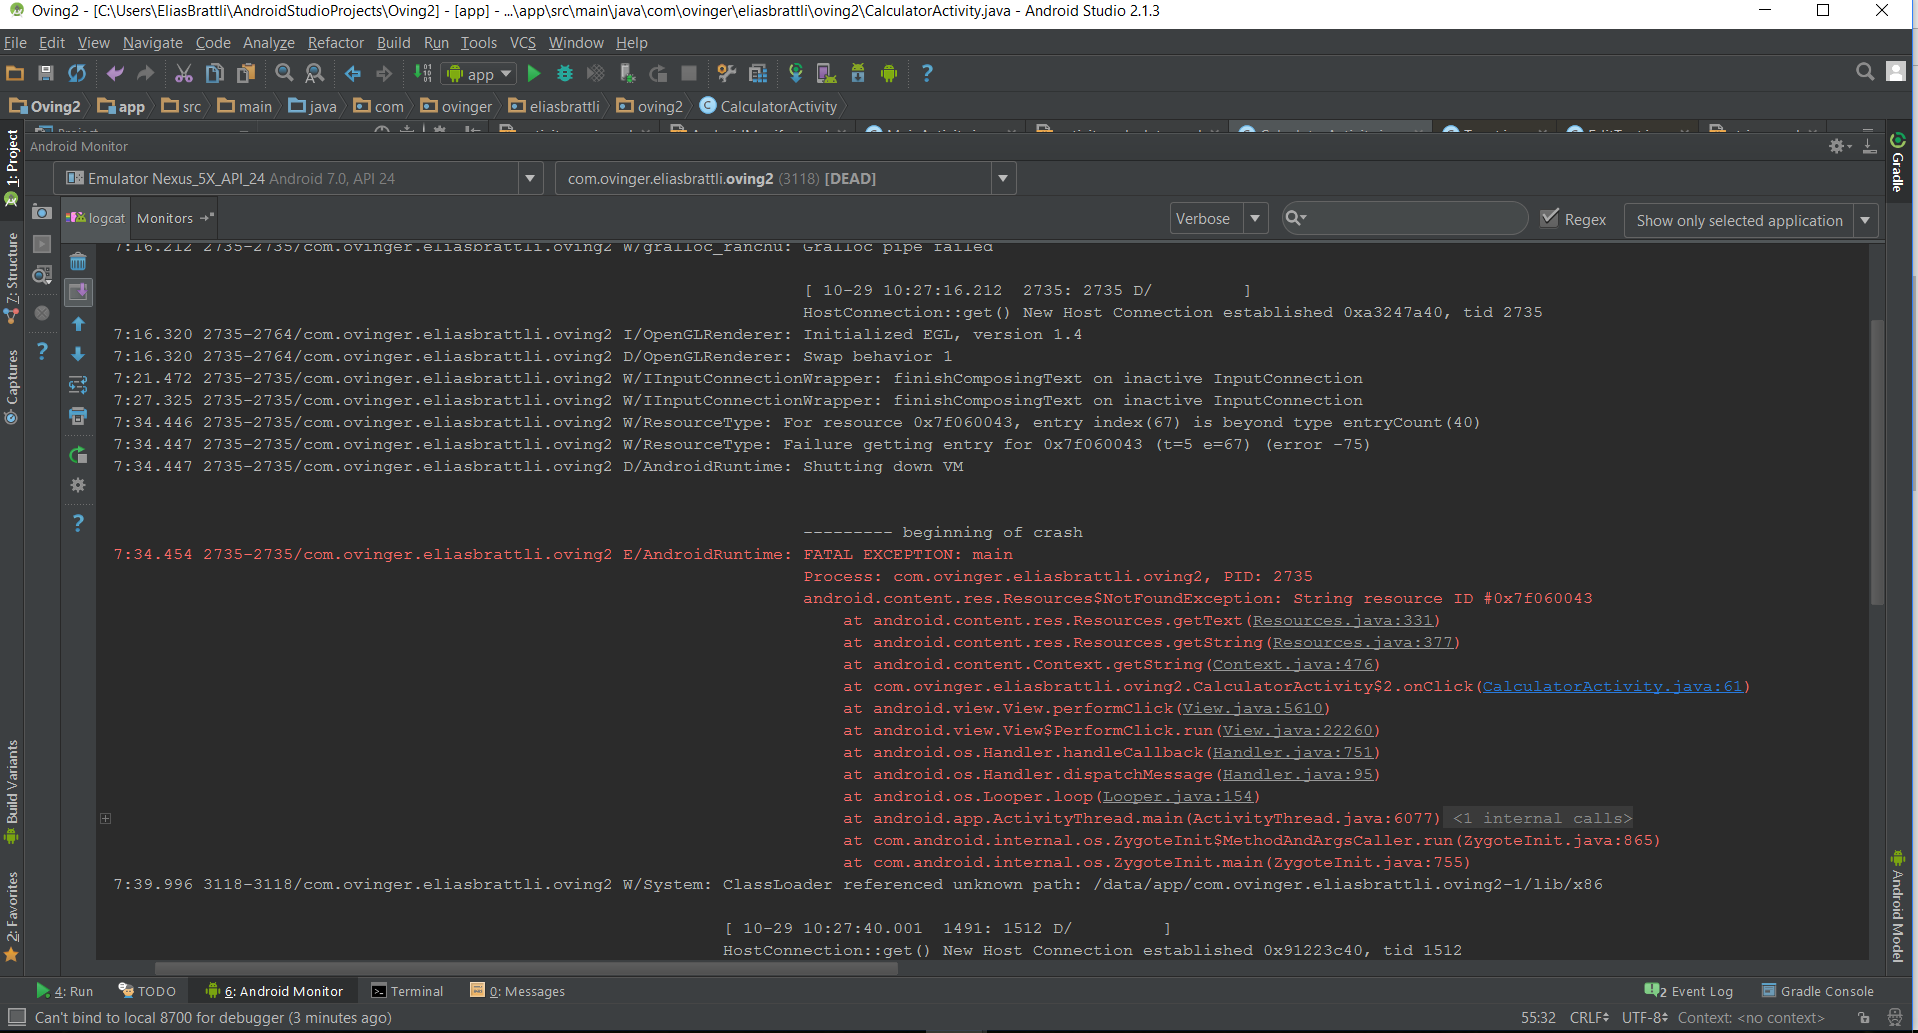 Oving2 - [C:\Users\EliasBrattli\AndroidStudioProjects\Oving2] - [app] - ...\app\src\main\java\com\ovinger\eliasbrattli\oving2\CalculatorActivity.java - Android Studio 2.1.3
File Edit View Navigate Code Analyze Refactor Build Run Tools VCS Window Help
app
Oving2 app src main java com ovinger eliasbrattli oving2 CalculatorActivity
Android Monitor
Emulator Nexus_5X_API_24 Android 7.0, API 24
com.ovinger.eliasbrattli.oving2 (3118) [DEAD]
logcat Monitors
Verbose
Regex
Show only selected application
7:16.212 2735-2735/com.ovinger.eliasbrattli.oving2 W/gralloc_ranchu: Gralloc pipe failed
[ 10-29 10:27:16.212  2735: 2735 D/         ]
HostConnection::get() New Host Connection established 0xa3247a40, tid 2735
7:16.320 2735-2764/com.ovinger.eliasbrattli.oving2 I/OpenGLRenderer: Initialized EGL, version 1.4
7:16.320 2735-2764/com.ovinger.eliasbrattli.oving2 D/OpenGLRenderer: Swap behavior 1
7:21.472 2735-2735/com.ovinger.eliasbrattli.oving2 W/IInputConnectionWrapper: finishComposingText on inactive InputConnection
7:27.325 2735-2735/com.ovinger.eliasbrattli.oving2 W/IInputConnectionWrapper: finishComposingText on inactive InputConnection
7:34.446 2735-2735/com.ovinger.eliasbrattli.oving2 W/ResourceType: For resource 0x7f060043, entry index(67) is beyond type entryCount(40)
7:34.447 2735-2735/com.ovinger.eliasbrattli.oving2 W/ResourceType: Failure getting entry for 0x7f060043 (t=5 e=67) (error -75)
7:34.447 2735-2735/com.ovinger.eliasbrattli.oving2 D/AndroidRuntime: Shutting down VM
--------- beginning of crash
7:34.454 2735-2735/com.ovinger.eliasbrattli.oving2 E/AndroidRuntime: FATAL EXCEPTION: main
Process: com.ovinger.eliasbrattli.oving2, PID: 2735
android.content.res.Resources$NotFoundException: String resource ID #0x7f060043
at android.content.res.Resources.getText(Resources.java:331)
at android.content.res.Resources.getString(Resources.java:377)
at android.content.Context.getString(Context.java:476)
at com.ovinger.eliasbrattli.oving2.CalculatorActivity$2.onClick(CalculatorActivity.java:61)
at android.view.View.performClick(View.java:5610)
at android.view.View$PerformClick.run(View.java:22260)
at android.os.Handler.handleCallback(Handler.java:751)
at android.os.Handler.dispatchMessage(Handler.java:95)
at android.os.Looper.loop(Looper.java:154)
at android.app.ActivityThread.main(ActivityThread.java:6077) <1 internal calls>
at com.android.internal.os.ZygoteInit$MethodAndArgsCaller.run(ZygoteInit.java:865)
at com.android.internal.os.ZygoteInit.main(ZygoteInit.java:755)
7:39.996 3118-3118/com.ovinger.eliasbrattli.oving2 W/System: ClassLoader referenced unknown path: /data/app/com.ovinger.eliasbrattli.oving2-1/lib/x86
[ 10-29 10:27:40.001  1491: 1512 D/         ]
HostConnection::get() New Host Connection established 0x91223c40, tid 1512
1: Project
7: Structure
Captures
Build Variants
2: Favorites
Gradle
Android Model
4: Run TODO 6: Android Monitor Terminal 0: Messages
2 Event Log Gradle Console
Can't bind to local 8700 for debugger (3 minutes ago)
55:32 CRLF UTF-8 Context: <no context>